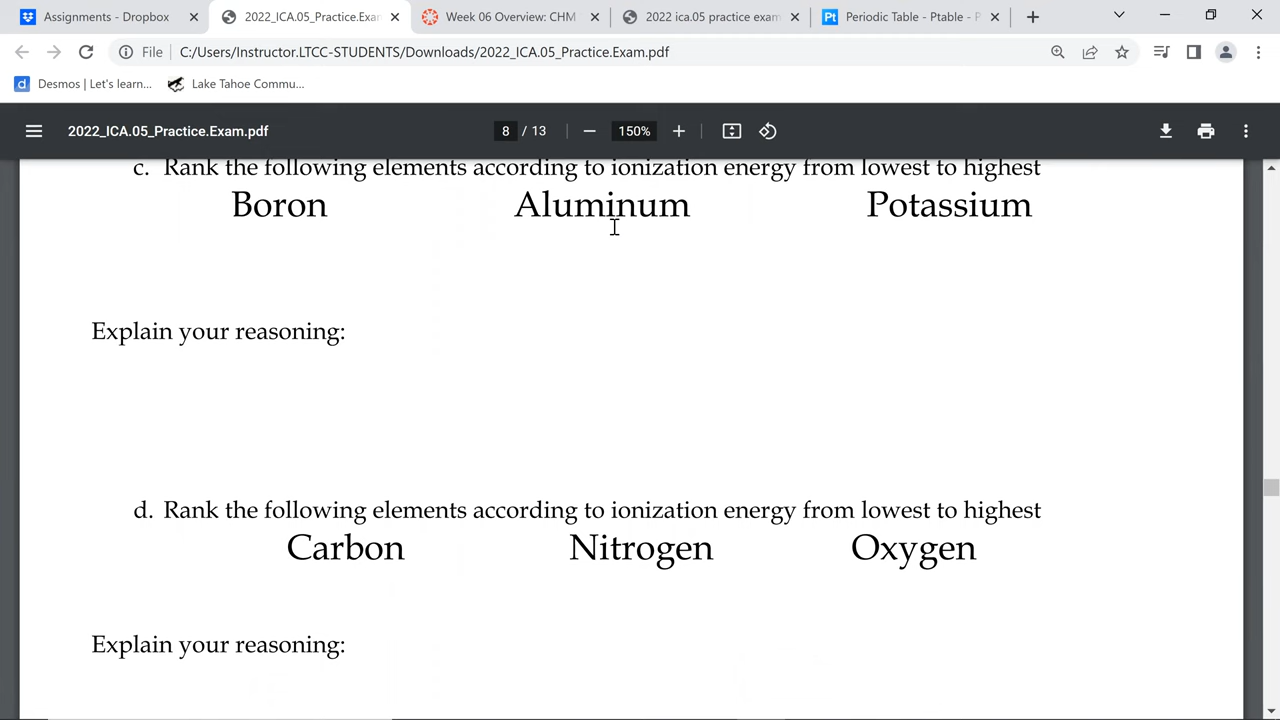 Assignments - Dropbox
2022_ICA.05_Practice.Exa
Week 06 Overview: CHM
2022 ica.05 practice exam
Pt
Periodic Table - Ptable - P
File
C:/Users/Instructor.LTCC-STUDENTS/Downloads/2022_ICA.05_Practice.Exam.pdf
d
Desmos | Let's learn...
Lake Tahoe Commu...
2022_ICA.05_Practice.Exam.pdf
8 / 13
150%
c. Rank the following elements according to ionization energy from lowest to highest
Boron Aluminum Potassium
Explain your reasoning:
d. Rank the following elements according to ionization energy from lowest to highest
Carbon Nitrogen Oxygen
Explain your reasoning: